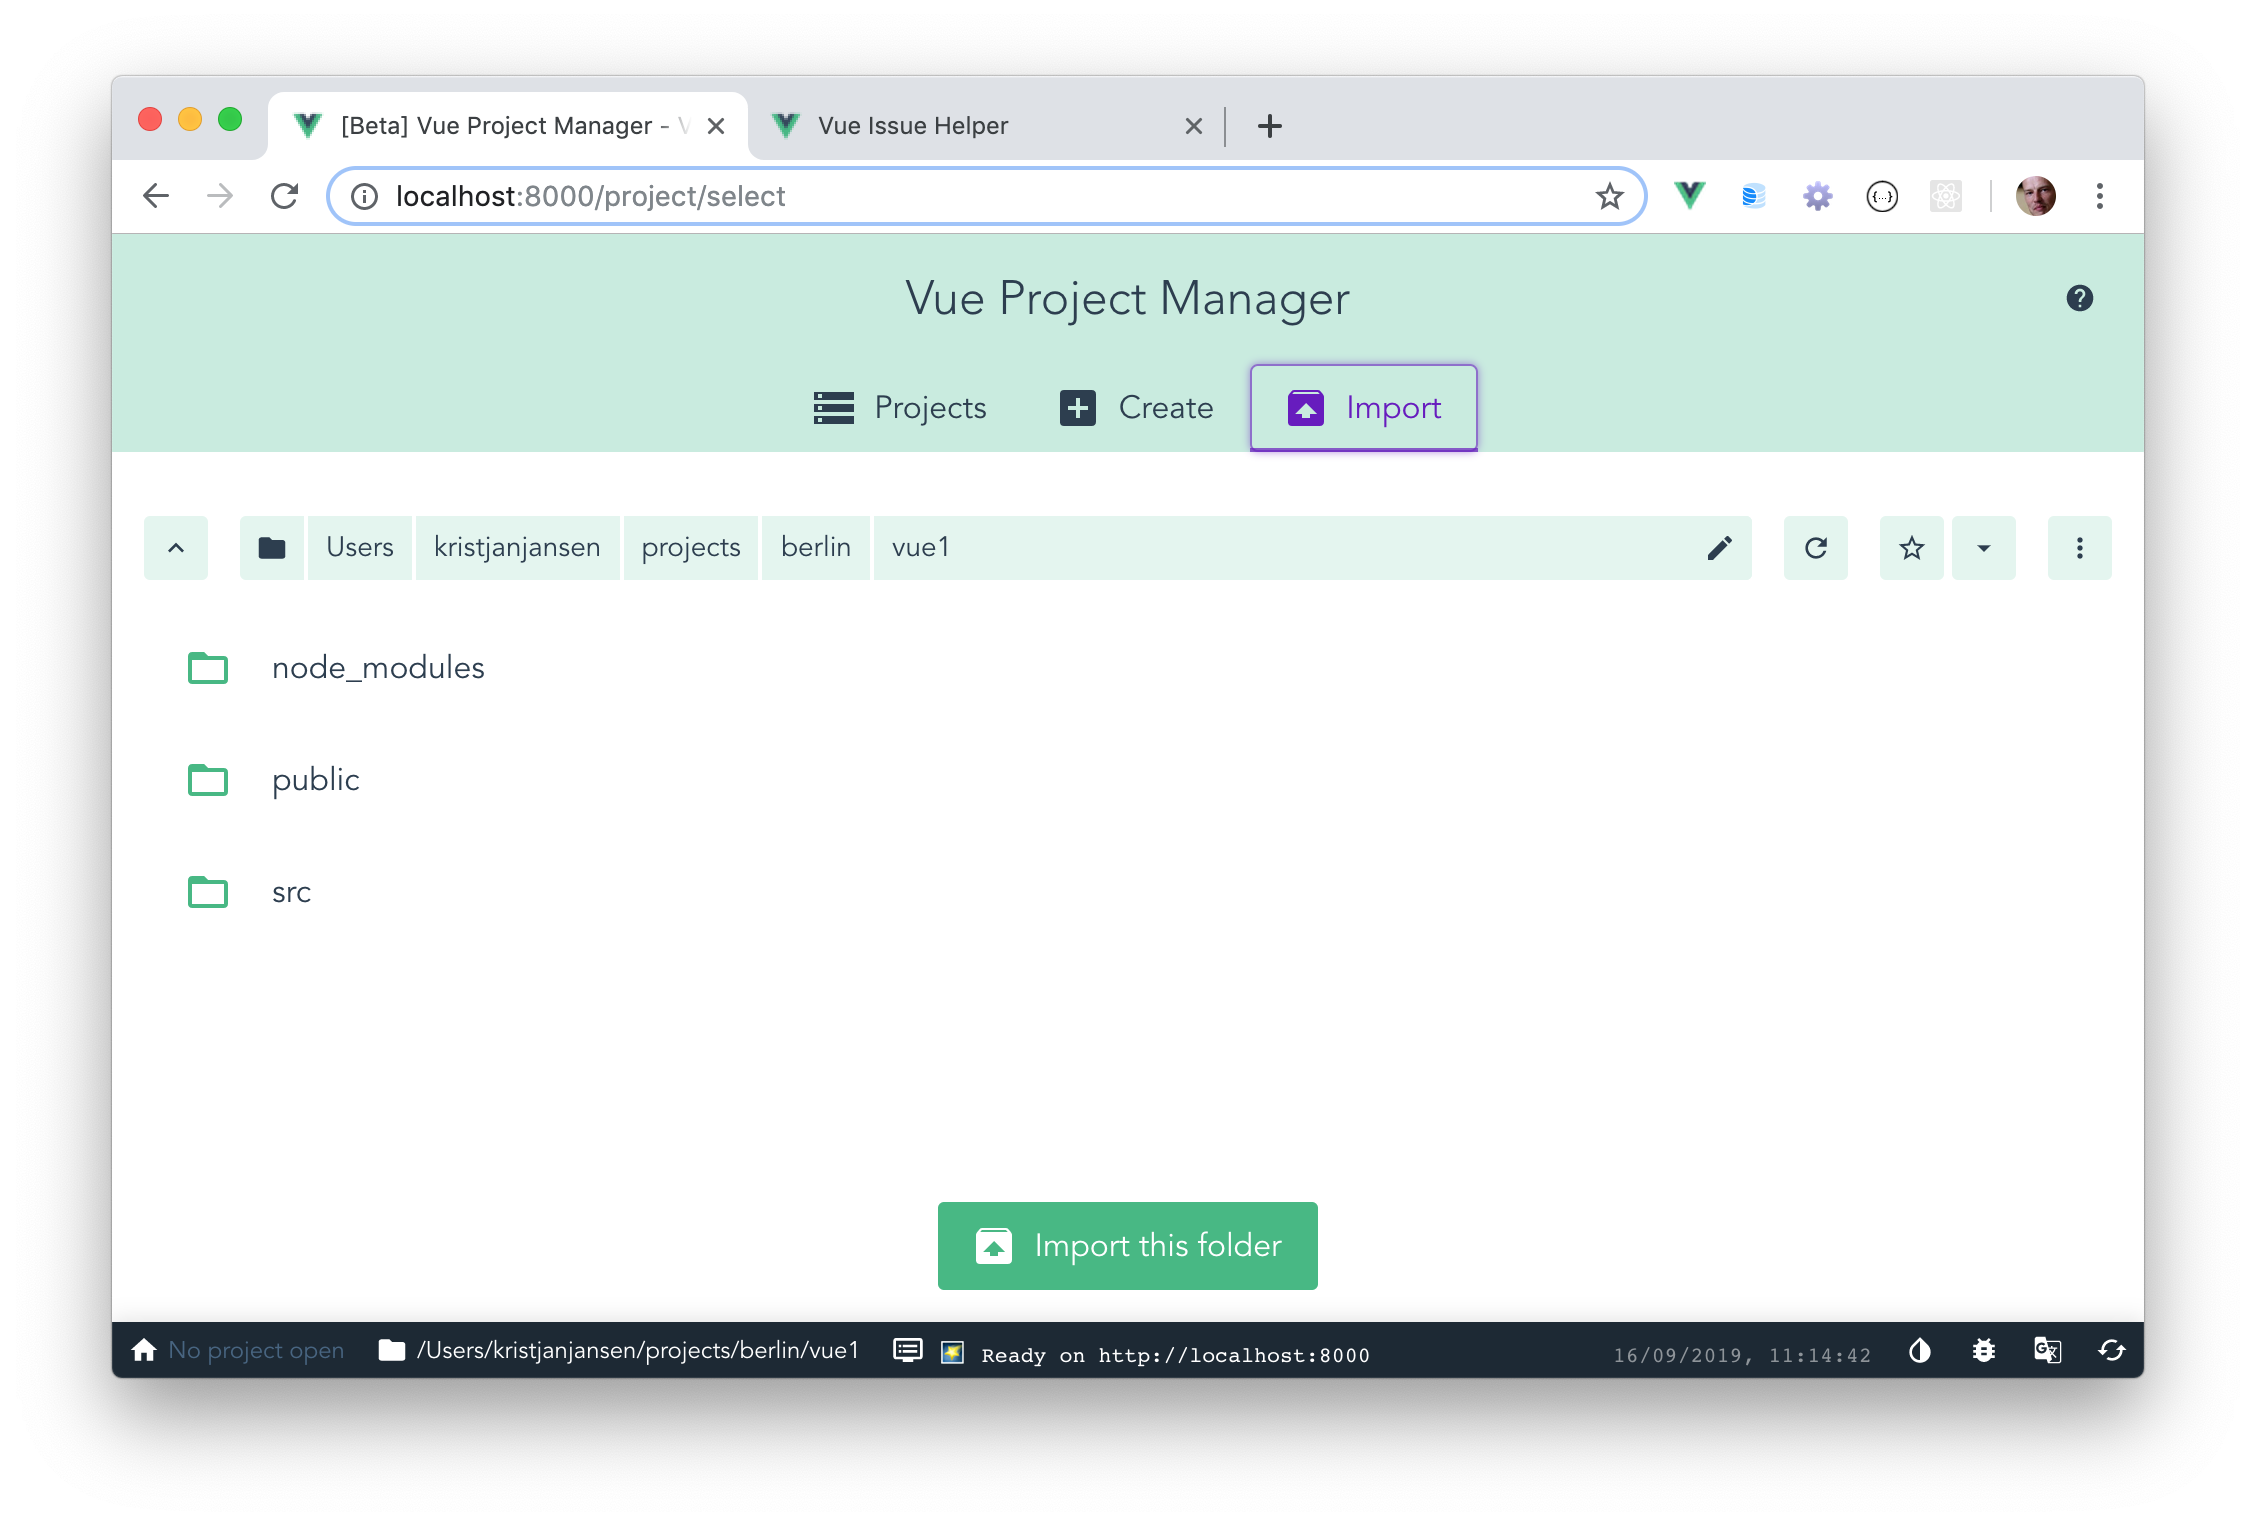 [Beta] Vue Project Manager - Vue Issue Helper
localhost:8000/project/select
Vue Project Manager
Projects Create Import
Users kristjanjansen projects berlin vue1
node_modules
public
src
Import this folder
No project open /Users/kristjanjansen/projects/berlin/vue1 Ready on http://localhost:8000 16/09/2019, 11:14:42